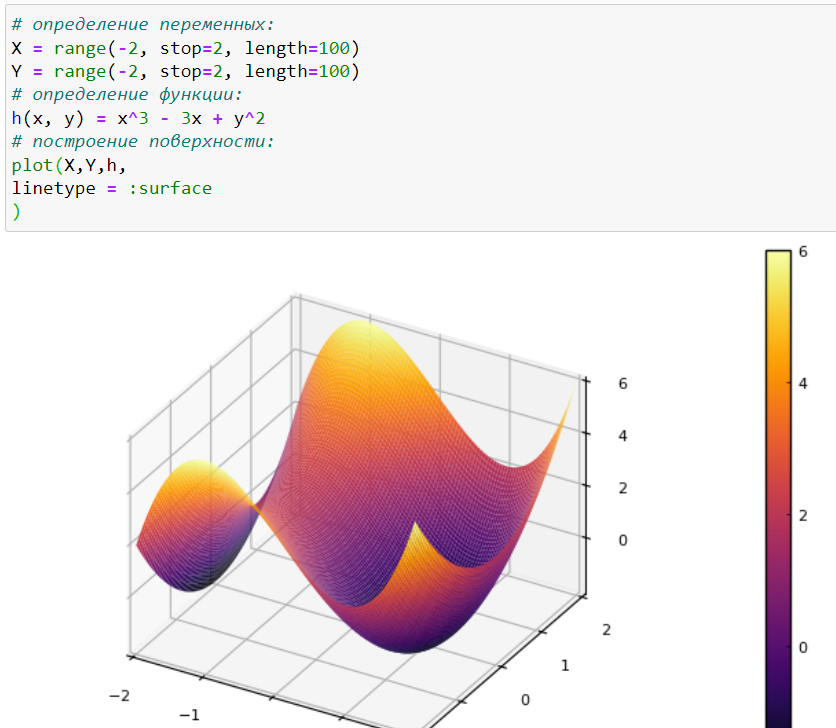 # определение переменных:
X = range(-2, stop=2, length=100)
Y = range(-2, stop=2, length=100)
# определение функции:
h(x, y) = x^3 - 3x + y^2
# построение поверхности:
plot(X,Y,h,
linetype = :surface
)
6
4
2
0
6
4
2
0
2
1
0
−2
−1